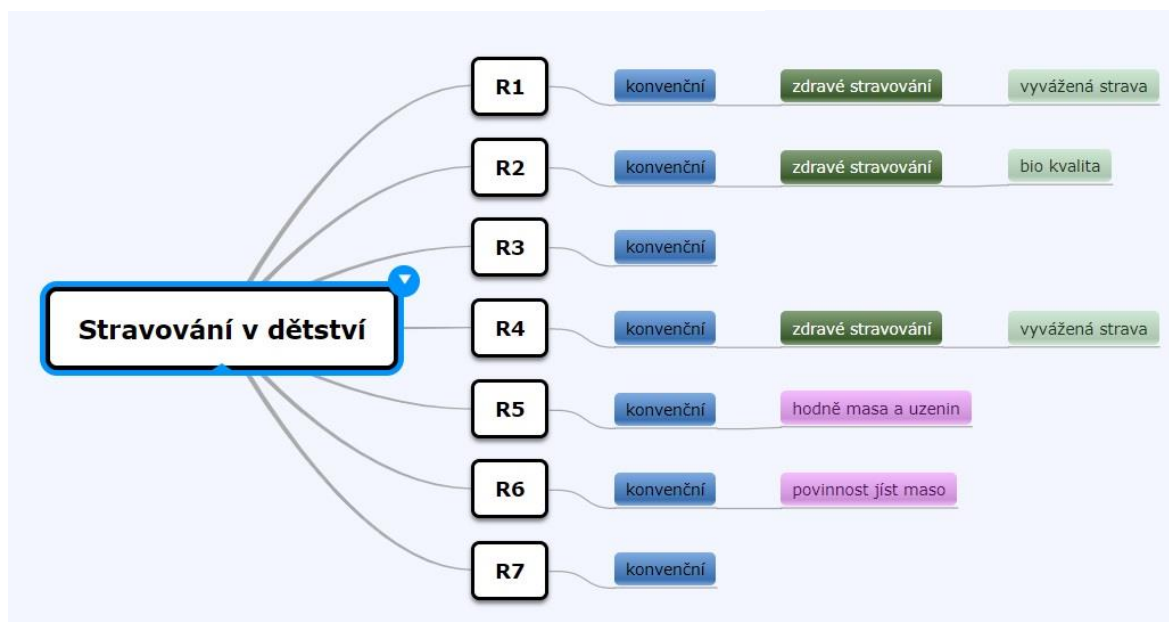 R1 konvenční zdravé stravování vyvážená strava
R2 konvenční zdravé stravování bio kvalita
R3 konvenční
Stravování v dětství
R4 konvenční zdravé stravování vyvážená strava
R5 konvenční hodně masa a uzenin
R6 konvenční povinnost jíst maso
R7 konvenční